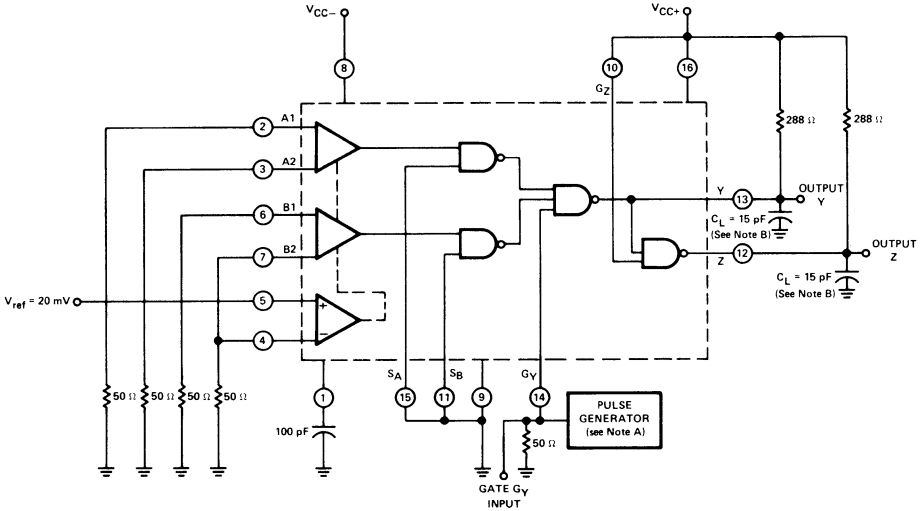 VCC−
VCC+
8
10
16
GZ
2
A1
3
A2
6
B1
7
B2
5
4
+
−
Vref = 20 mV
288 Ω
288 Ω
Y
13
OUTPUT
Y
CL = 15 pF
(See Note B)
Z
12
OUTPUT
Z
CL = 15 pF
(See Note B)
50 Ω
50 Ω
50 Ω
50 Ω
1
100 pF
SA
15
SB
11
9
GY
14
50 Ω
PULSE
GENERATOR
(see Note A)
GATE GY
INPUT